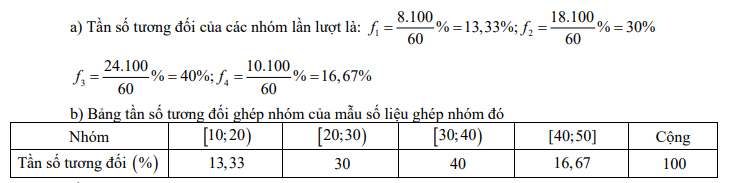 a) Tần số tương đối của các nhóm lần lượt là: f₁ = 8.100/60 % = 13,33%; f₂ = 18.100/60 % = 30%
f₃ = 24.100/60 % = 40%; f₄ = 10.100/60 % = 16,67%
b) Bảng tần số tương đối ghép nhóm của mẫu số liệu ghép nhóm đó
Nhóm [10;20) [20;30) [30;40) [40;50] Cộng
Tần số tương đối (%) 13,33 30 40 16,67 100